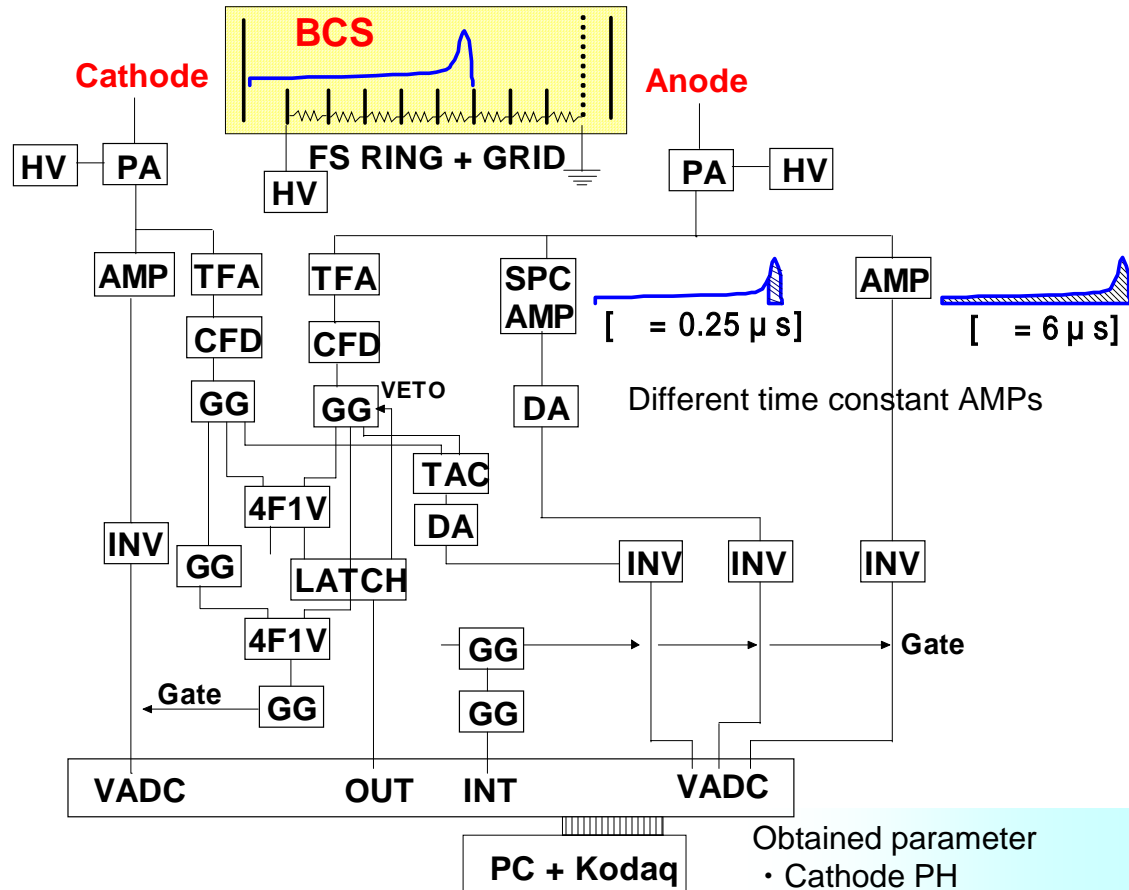 BCS
Cathode
Anode
FS RING + GRID
HV
PA
HV
PA
HV
AMP
TFA
TFA
SPC
AMP
AMP
[ = 0.25 μ s]
[ = 6 μ s]
CFD
CFD
GG
GG
VETO
DA
Different time constant AMPs
TAC
4F1V
DA
INV
GG
LATCH
INV
INV
INV
4F1V
GG
Gate
Gate
GG
GG
VADC
OUT
INT
VADC
PC + Kodaq
Obtained parameter
・Cathode PH